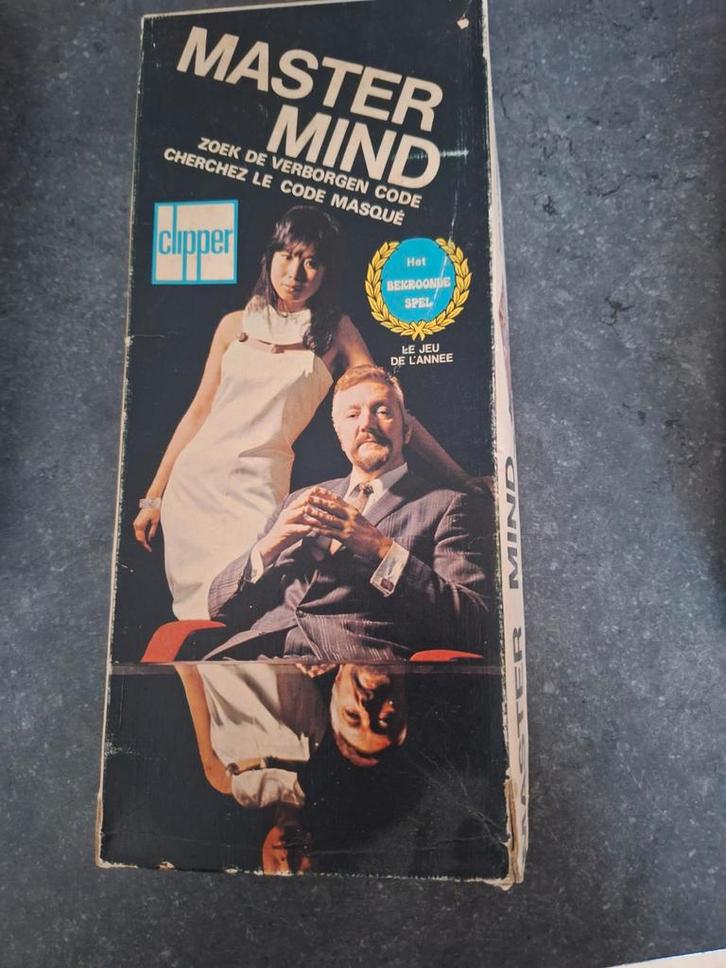 MASTER
MIND
ZOEK DE VERBORGEN CODE
CHERCHEZ LE CODE MASQUÉ
clipper
Het
BEKROONDE
SPEL
LE JEU
DE L'ANNEE
MASTER MIND